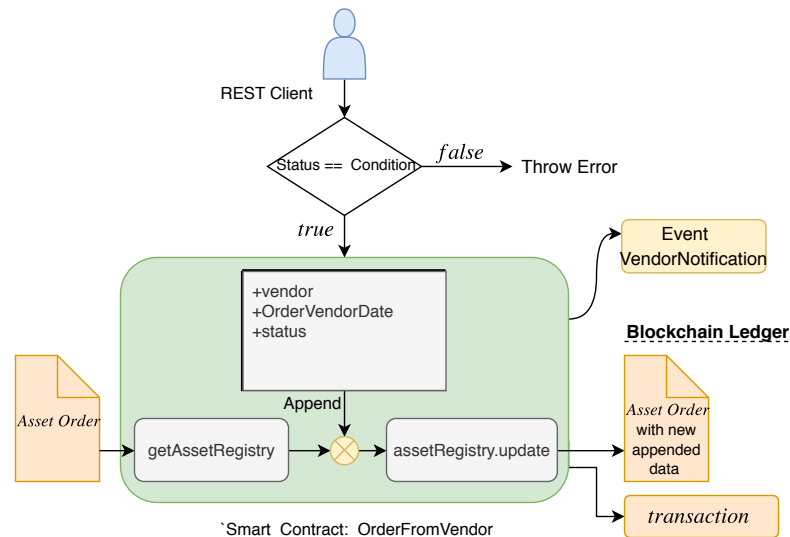 REST Client
Status == Condition
false
Throw Error
true
Event
VendorNotification
+vendor
+OrderVendorDate
+status
Blockchain Ledger
Append
Asset Order
getAssetRegistry
assetRegistry.update
Asset Order
with new
appended
data
transaction
`Smart Contract: OrderFromVendor